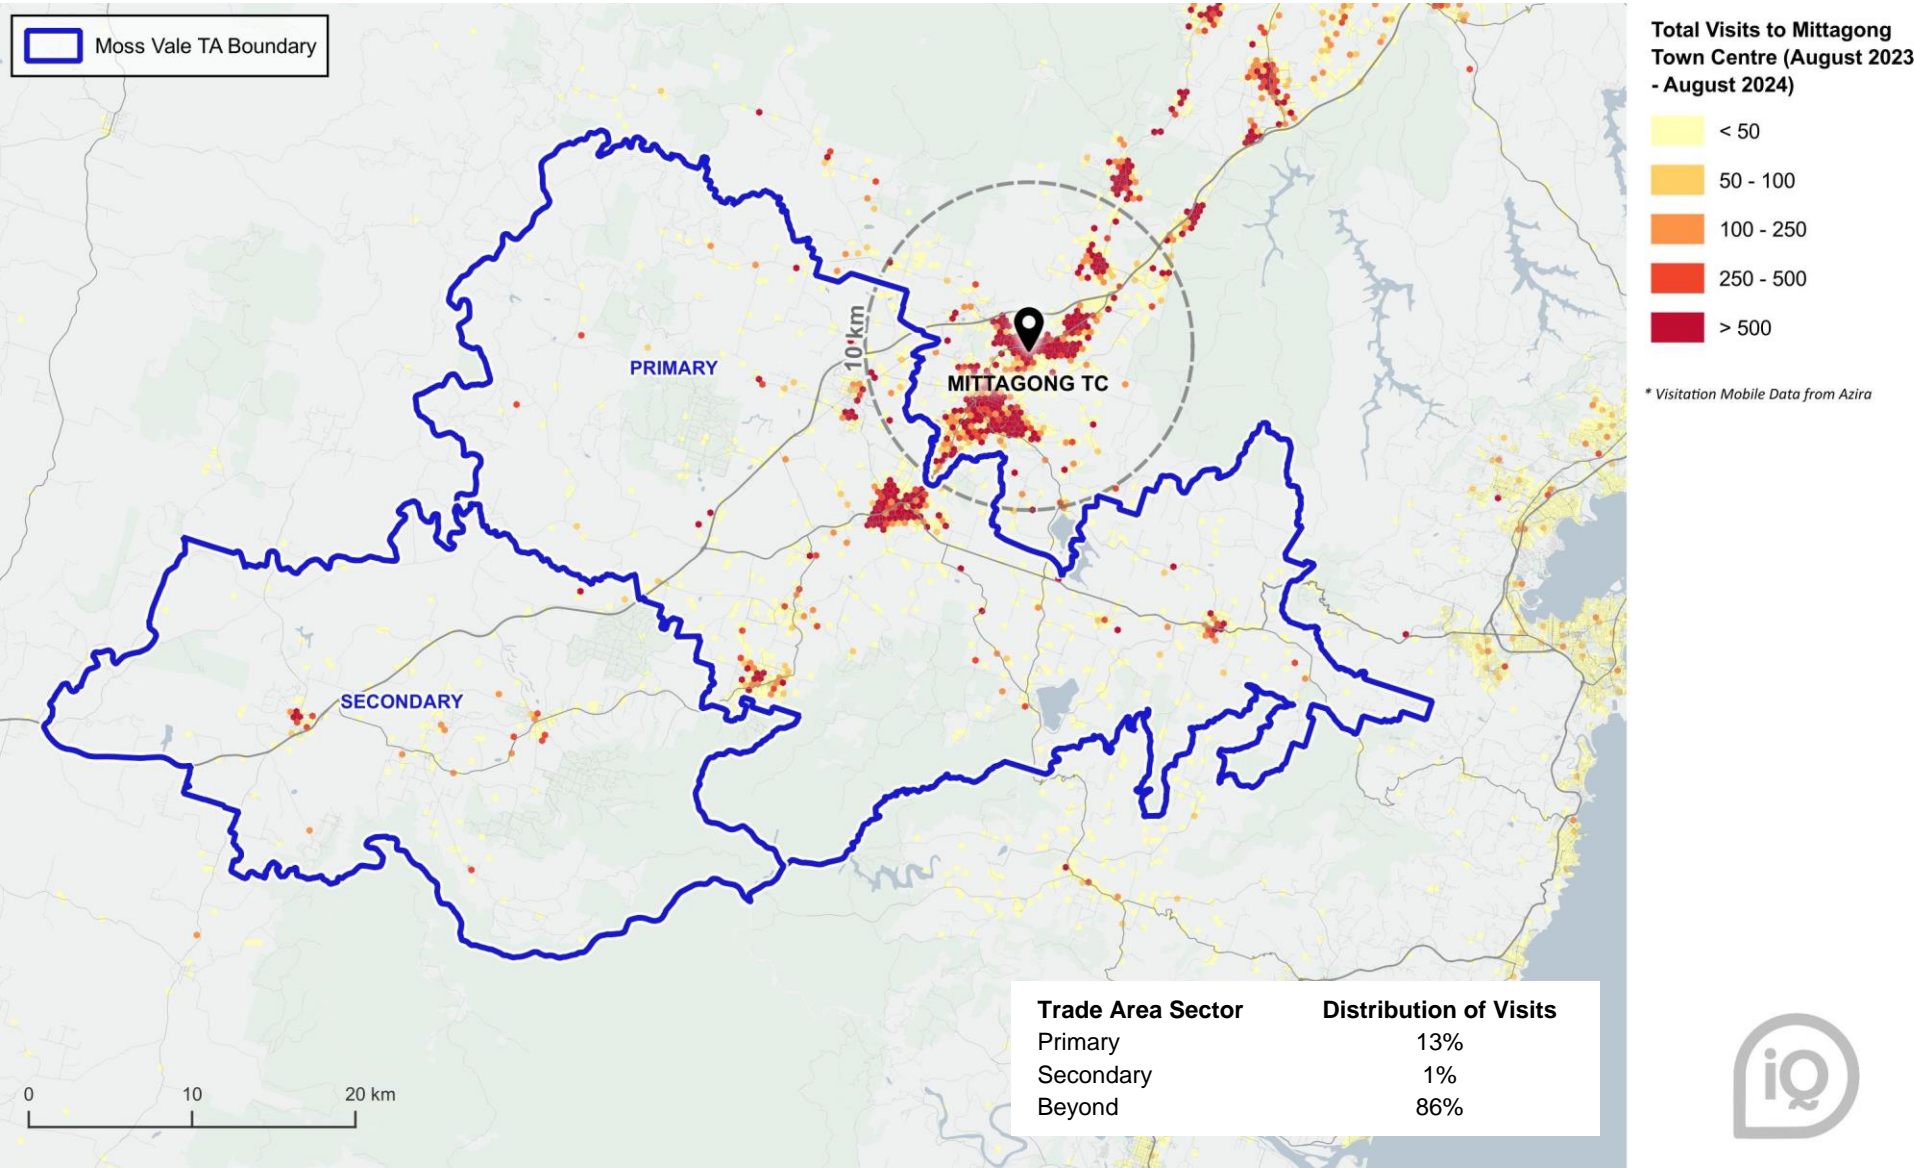 Moss Vale TA Boundary
Total Visits to Mittagong
Town Centre (August 2023
- August 2024)
< 50
50 - 100
100 - 250
250 - 500
> 500
* Visitation Mobile Data from Azira
10 km
PRIMARY
MITTAGONG TC
SECONDARY
Trade Area Sector Distribution of Visits
Primary 13%
Secondary 1%
Beyond 86%
0 10 20 km
iQ